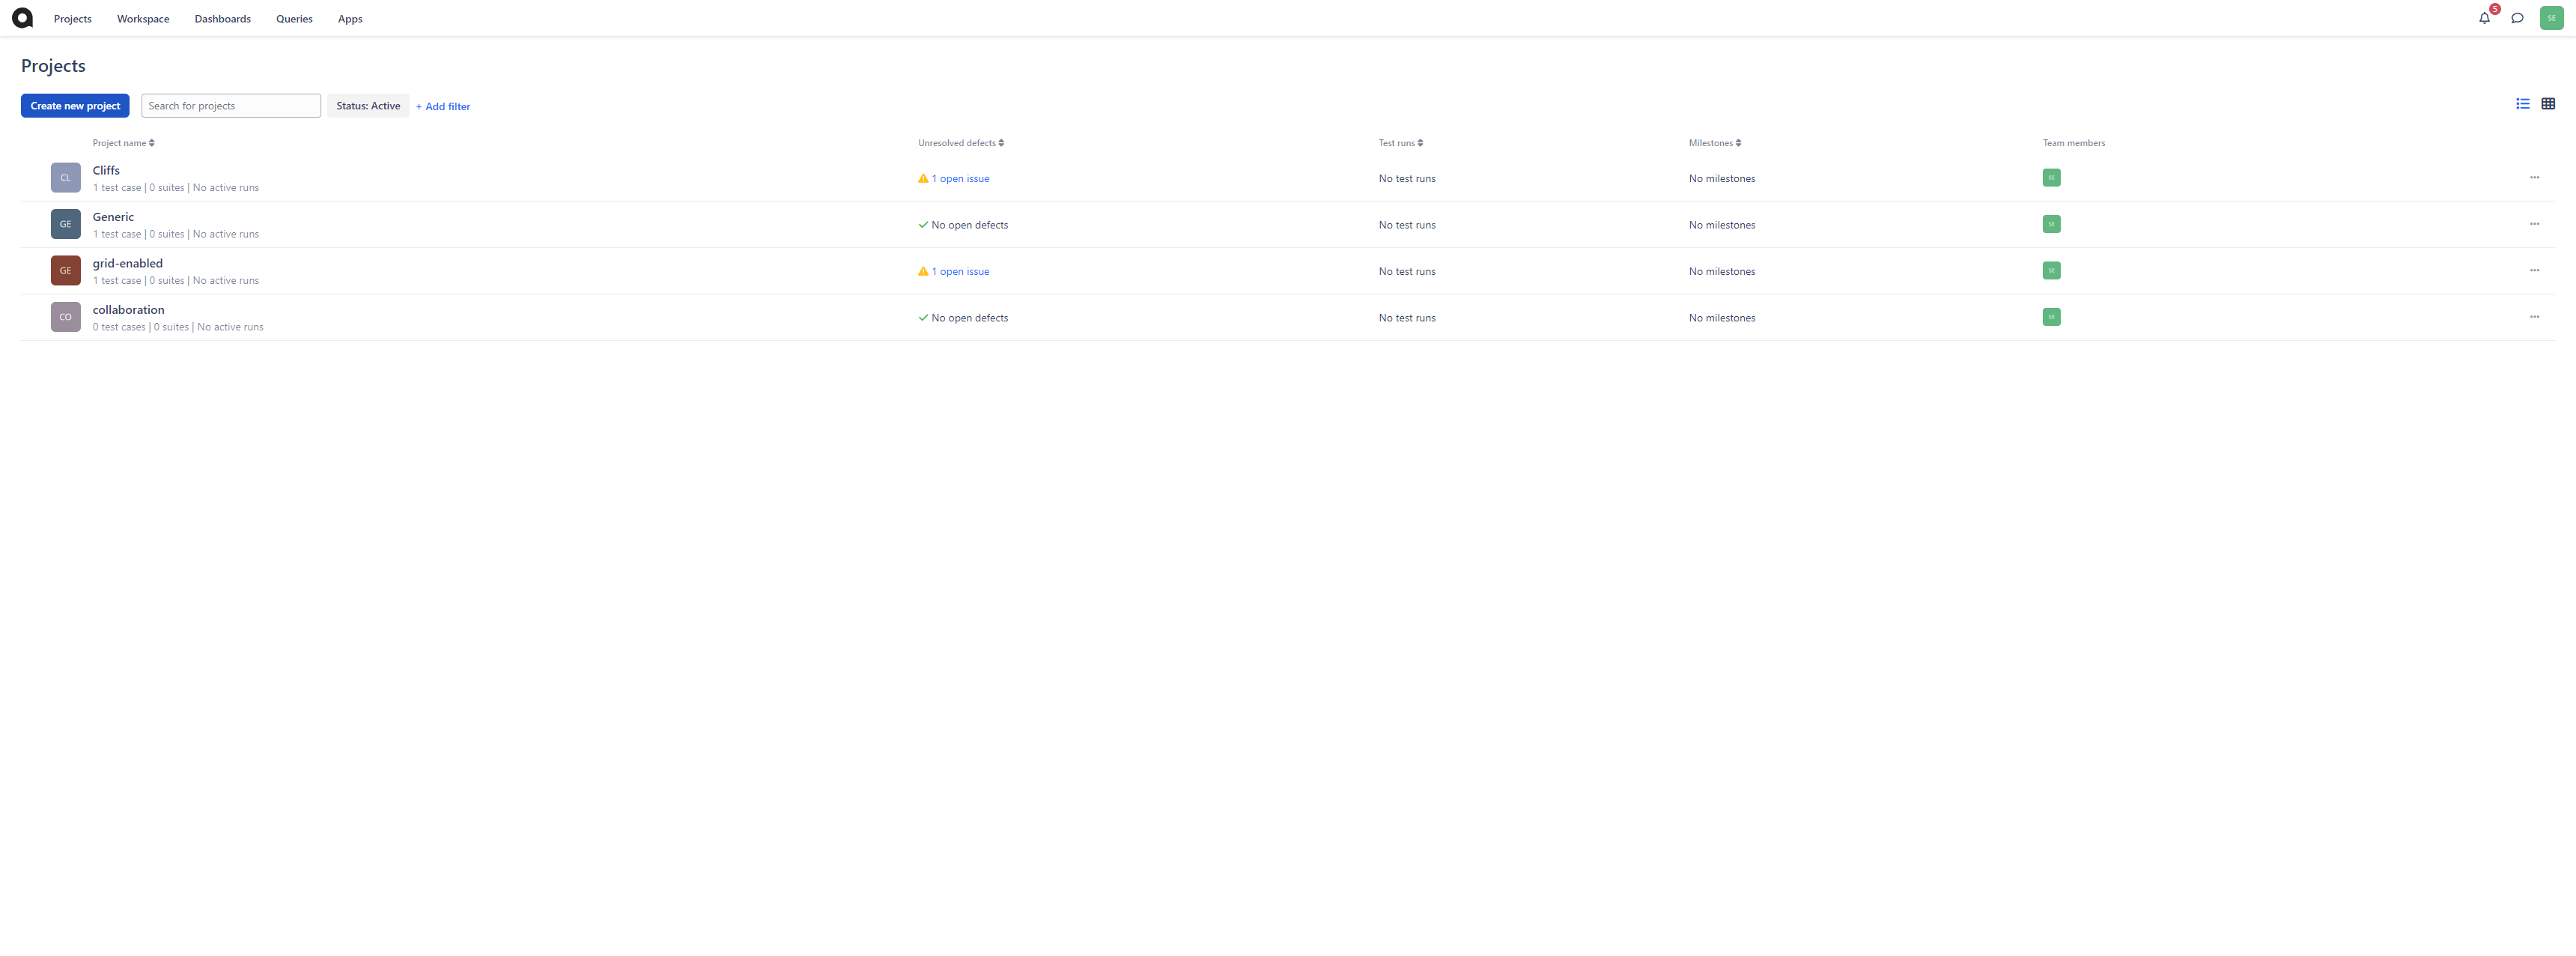 Projects Workspace Dashboards Queries Apps 5 SE
Projects
Create new project Search for projects Status: Active + Add filter
Project name Unresolved defects Test runs Milestones Team members
CL Cliffs
1 test case | 0 suites | No active runs 1 open issue No test runs No milestones SE
GE Generic
1 test case | 0 suites | No active runs No open defects No test runs No milestones SE
GE grid-enabled
1 test case | 0 suites | No active runs 1 open issue No test runs No milestones SE
CO collaboration
0 test cases | 0 suites | No active runs No open defects No test runs No milestones SE